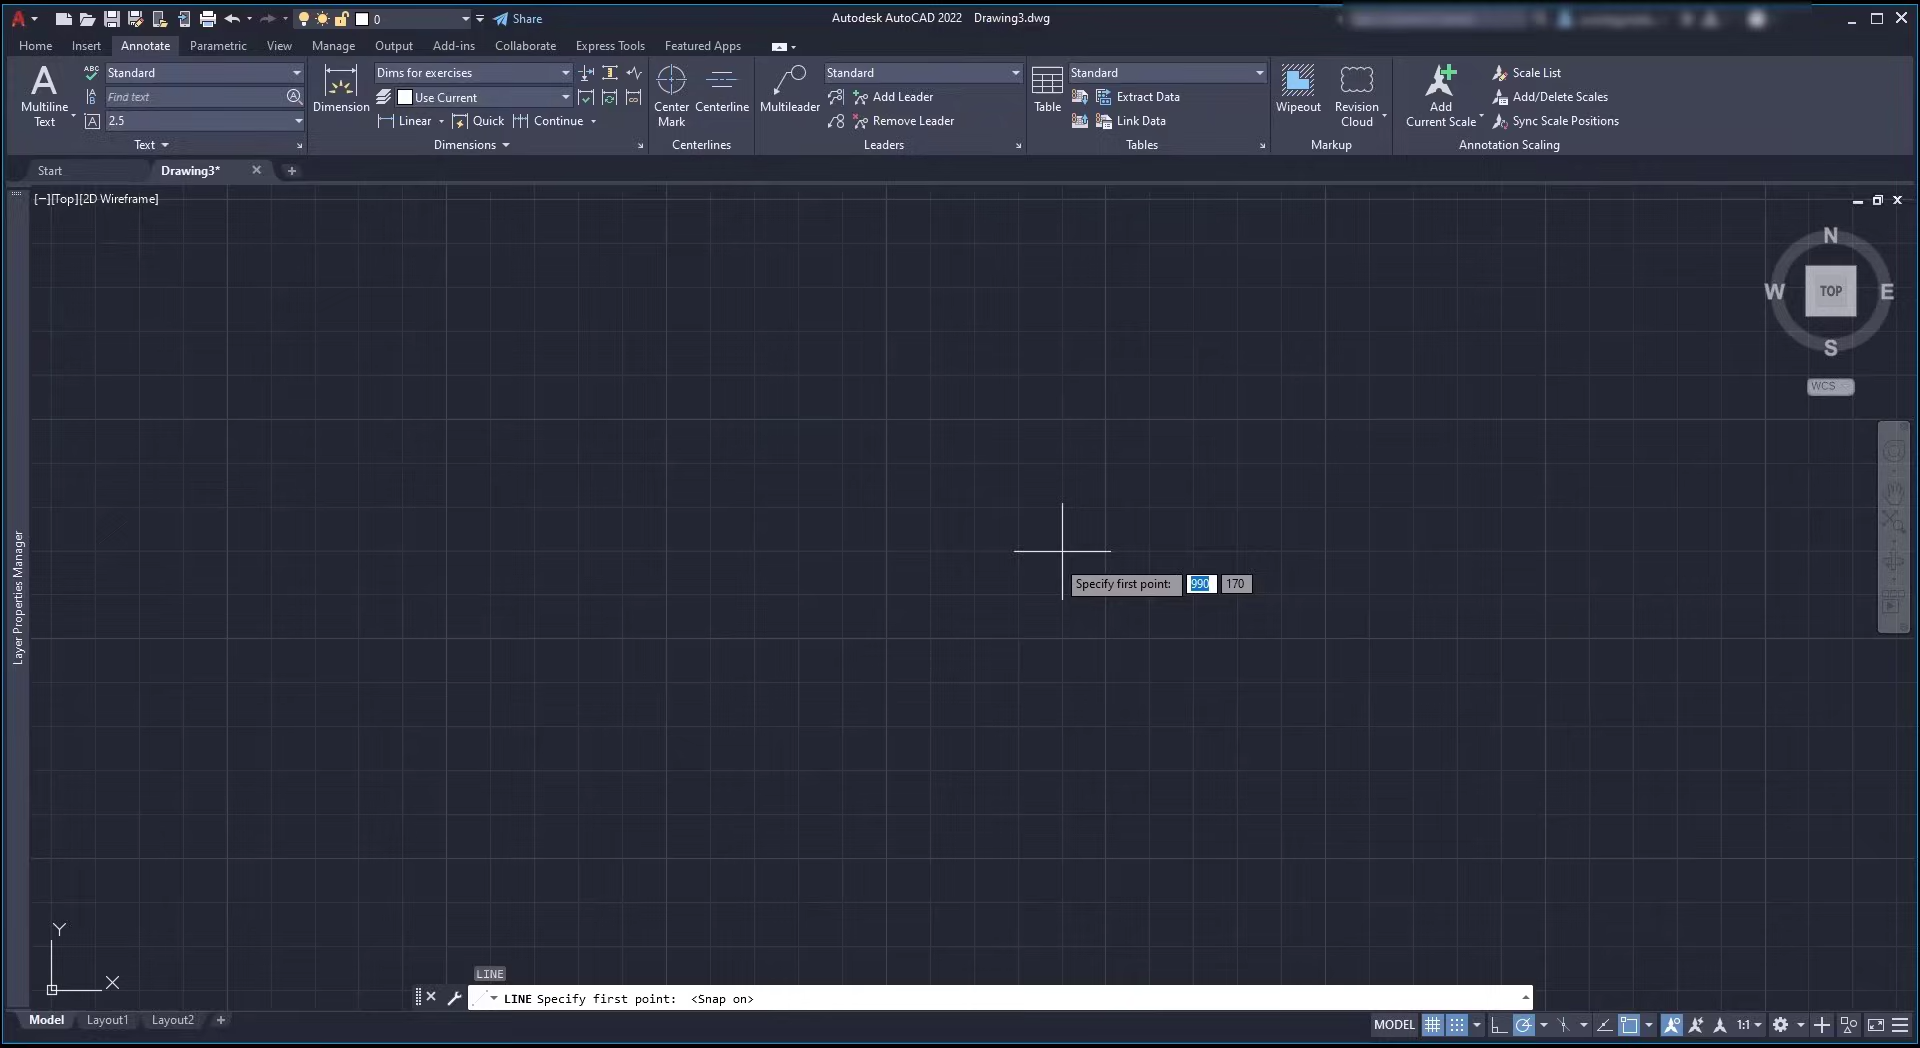 0
Share
Autodesk AutoCAD 2022 Drawing3.dwg
Home Insert Annotate Parametric View Manage Output Add-ins Collaborate Express Tools Featured Apps
Multiline
Text
ABC
Standard
Find text
2.5
Text
Dimension
Dims for exercises
Use Current
Linear Quick Continue
Dimensions
Center
Mark
Centerline
Centerlines
Multileader
Standard
Add Leader
Remove Leader
Leaders
Table
Standard
Extract Data
Link Data
Tables
Wipeout
Revision
Cloud
Markup
Add
Current Scale
Scale List
Add/Delete Scales
Sync Scale Positions
Annotation Scaling
Start Drawing3*
[−][Top][2D Wireframe]
N
W TOP E
S
WCS
Layer Properties Manager
Specify first point: 990 170
Y
X
LINE
LINE Specify first point: <Snap on>
Model Layout1 Layout2
MODEL 1:1